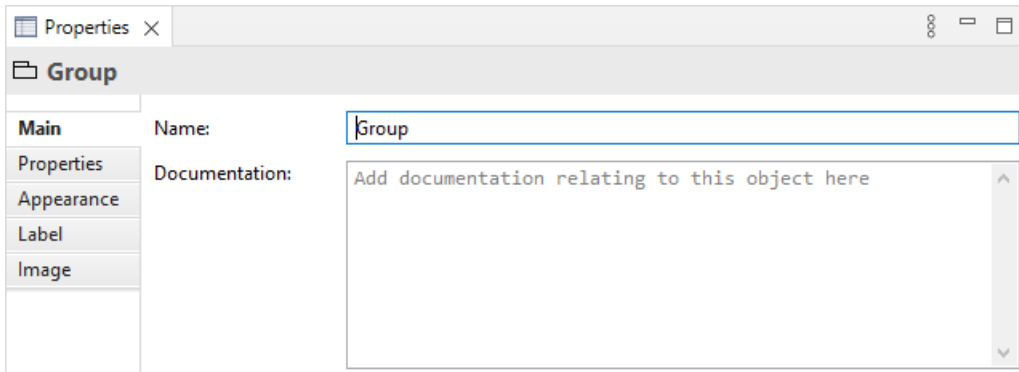 Properties
Group
Main
Name:
Group
Properties
Documentation:
Add documentation relating to this object here
Appearance
Label
Image